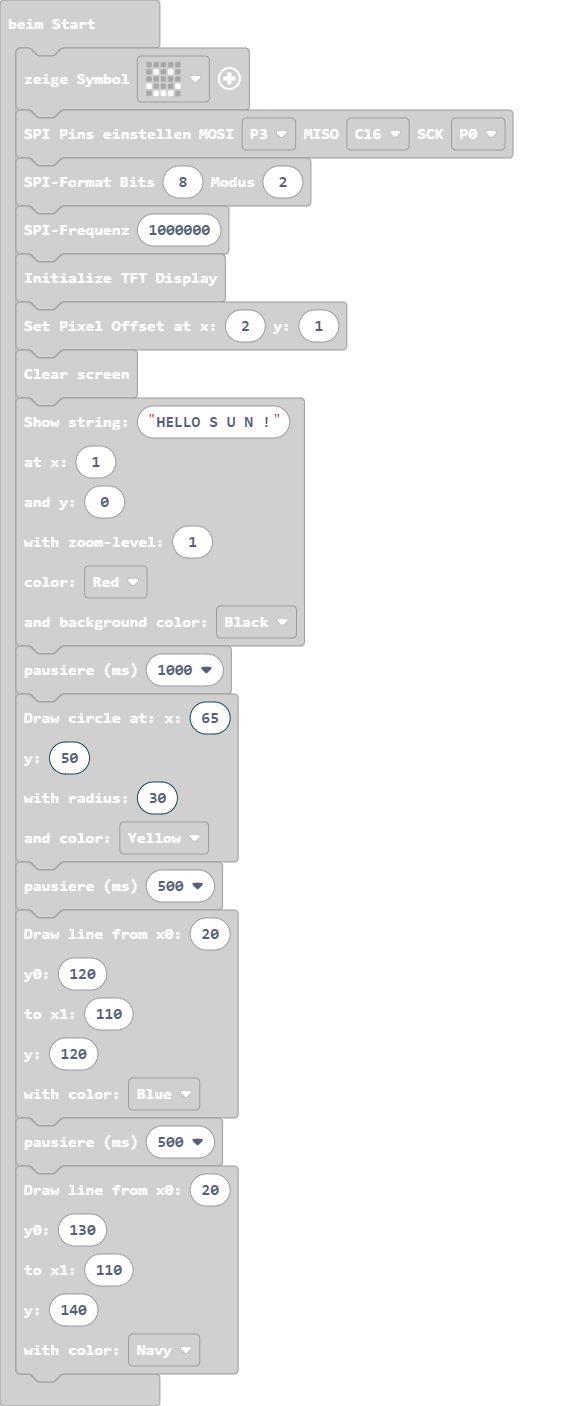 beim Start
zeige Symbol
SPI Pins einstellen MOSI P3 MISO C16 SCK P0
SPI-Format Bits 8 Modus 2
SPI-Frequenz 1000000
Initialize TFT Display
Set Pixel Offset at x: 2 y: 1
Clear screen
Show string: "HELLO S U N !"
at x: 1
and y: 0
with zoom-level: 1
color: Red
and background color: Black
pausiere (ms) 1000
Draw circle at: x: 65
y: 50
with radius: 30
and color: Yellow
pausiere (ms) 500
Draw line from x0: 20
y0: 120
to x1: 110
y: 120
with color: Blue
pausiere (ms) 500
Draw line from x0: 20
y0: 130
to x1: 110
y: 140
with color: Navy